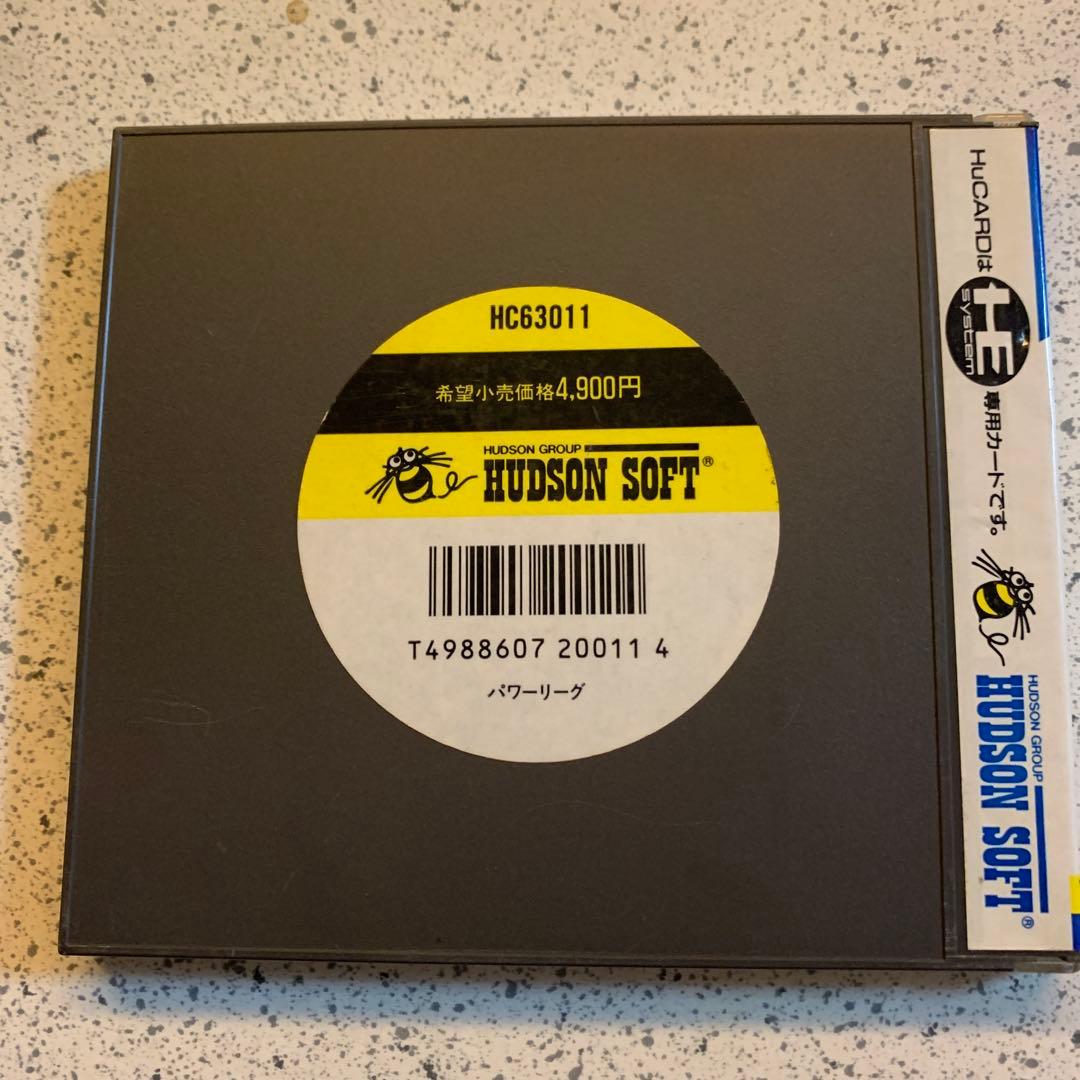 HC63011
希望小売価格4,900円
HUDSON GROUP
HUDSON SOFT®
T4988607 20011 4
パワーリーグ
HuCARDは
HE
system
専用カードです。
HUDSON GROUP
HUDSON SOFT®